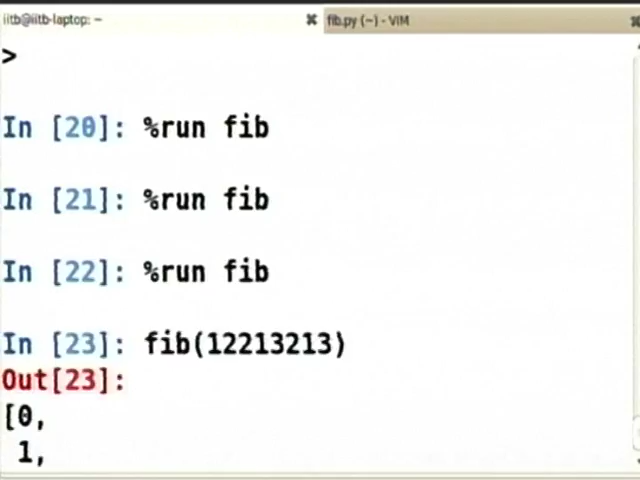 iitb@iitb-laptop: ~ ✖ fib.py (~) - VIM ✖
>
In [20]: %run fib
In [21]: %run fib
In [22]: %run fib
In [23]: fib(12213213)
Out[23]:
[0,
1,